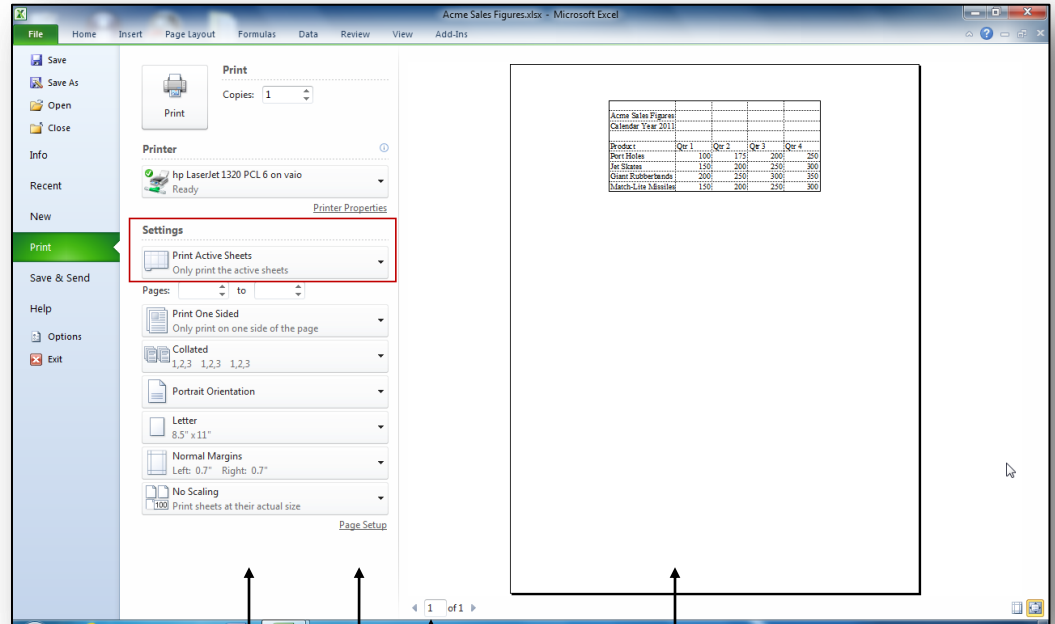 Acme Sales Figures.xlsx - Microsoft Excel
File Home Insert Page Layout Formulas Data Review View Add-Ins
Save
Save As
Open
Close
Info
Recent
New
Print
Save & Send
Help
Options
Exit
Print
Print
Copies: 1
Printer
hp LaserJet 1320 PCL 6 on vaio
Ready
Printer Properties
Settings
Print Active Sheets
Only print the active sheets
Pages: to
Print One Sided
Only print on one side of the page
Collated
1,2,3 1,2,3 1,2,3
Portrait Orientation
Letter
8.5" x 11"
Normal Margins
Left: 0.7" Right: 0.7"
No Scaling
100 Print sheets at their actual size
Page Setup
Acme Sales Figures
Calendar Year 2011
Product Qtr 1 Qtr 2 Qtr 3 Qtr 4
Port Holes 100 175 200 250
Jet Skates 150 200 250 300
Giant Rubberbands 200 250 300 350
Match-Lite Missiles 150 200 250 300
1 of 1